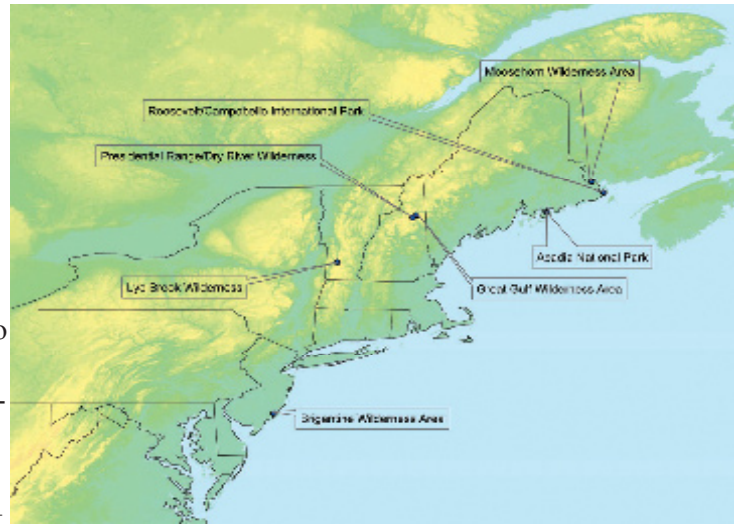 Moosehorn Wilderness Area
Roosevelt/Campobello International Park
Presidential Range/Dry River Wilderness
Acadia National Park
Lye Brook Wilderness
Great Gulf Wilderness Area
Brigantine Wilderness Area